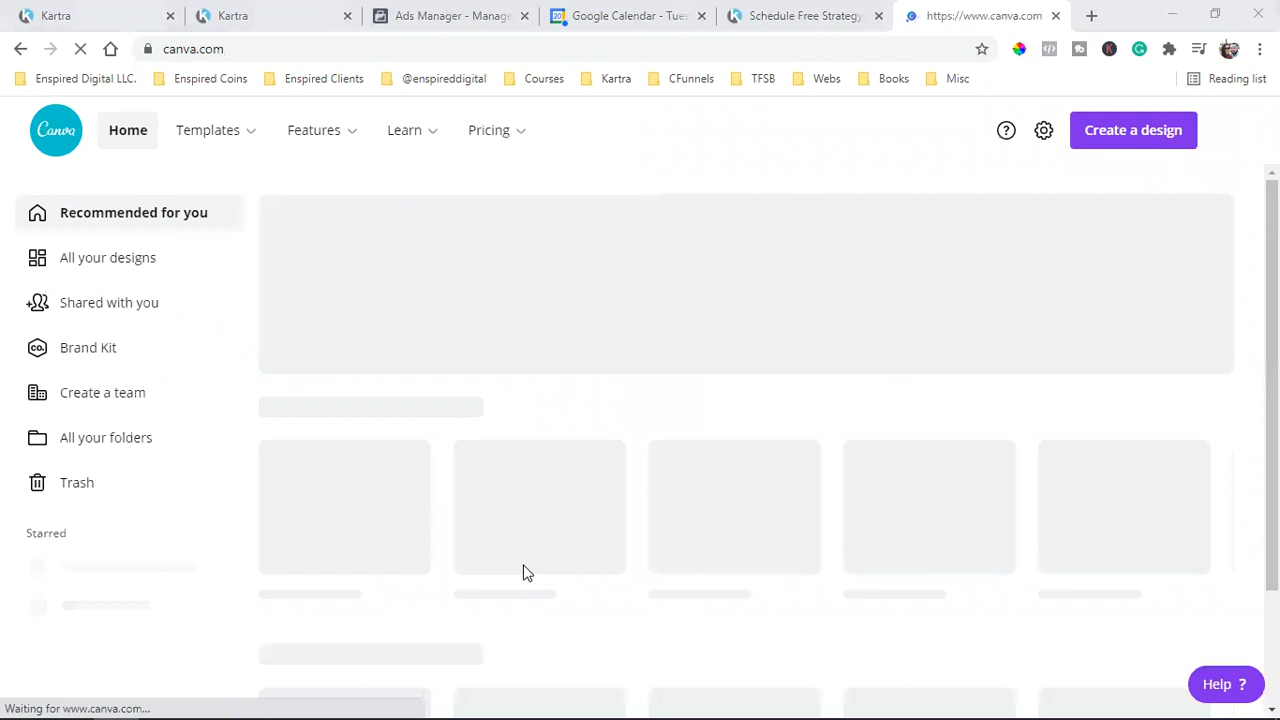 Kartra
Kartra
Ads Manager - Manage
Google Calendar - Tues
Schedule Free Strategy
https://www.canva.com
canva.com
Enspired Digital LLC.
Enspired Coins
Enspired Clients
@enspireddigital
Courses
Kartra
CFunnels
TFSB
Webs
Books
Misc
Reading list
Canva
Home
Templates
Features
Learn
Pricing
Create a design
Recommended for you
All your designs
Shared with you
CO.
Brand Kit
Create a team
All your folders
Trash
Starred
Help ?
Waiting for www.canva.com...